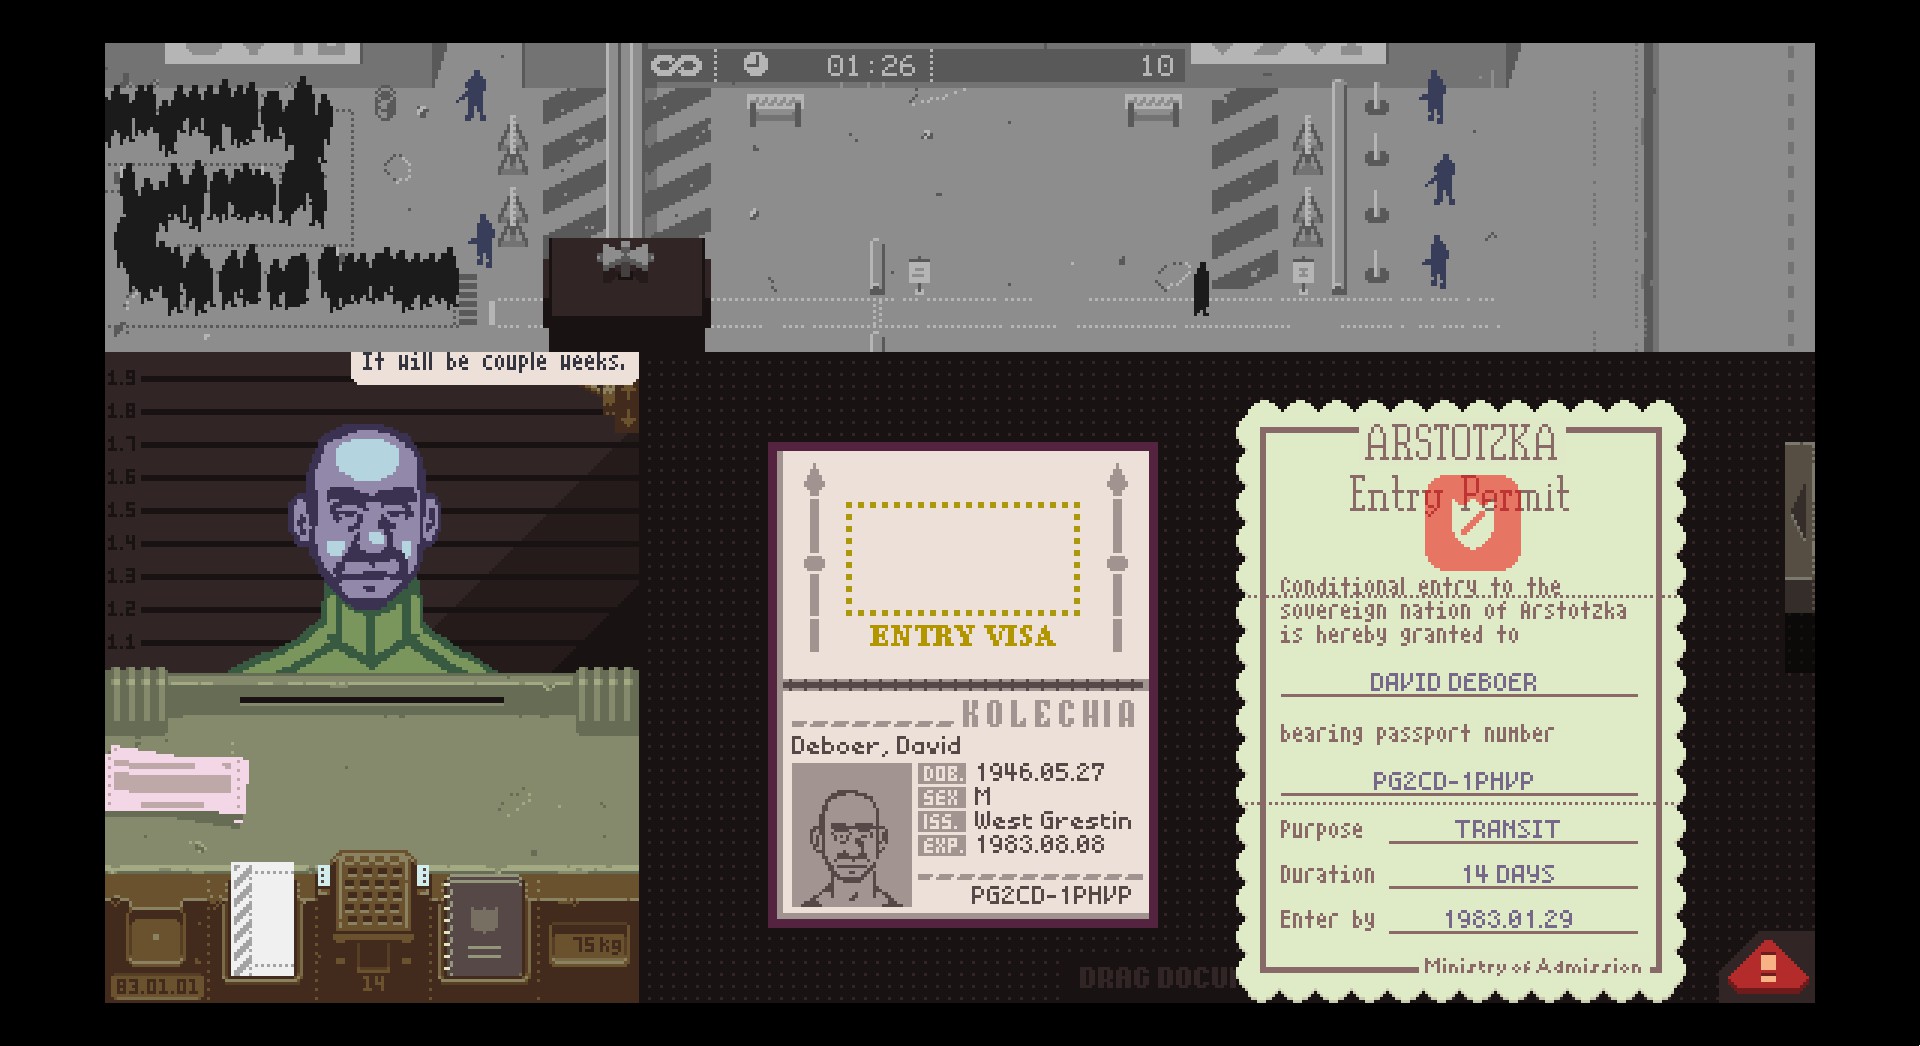 01:26
10
It will be couple weeks.
1.9
1.8
1.7
1.6
1.5
1.4
1.3
1.2
1.1
ENTRY VISA
KOLECHIA
Deboer, David
DOB. 1946.05.27
SEX M
ISS. West Grestin
EXP. 1983.08.08
PG2CD-1PHVP
ARSTOTZKA
Entry Permit
Conditional entry to the
sovereign nation of Arstotzka
is hereby granted to
DAVID DEBOER
bearing passport number
PG2CD-1PHVP
Purpose TRANSIT
Duration 14 DAYS
Enter by 1983.01.29
Ministry of Admission
75kg
83.01.01
14
DRAG